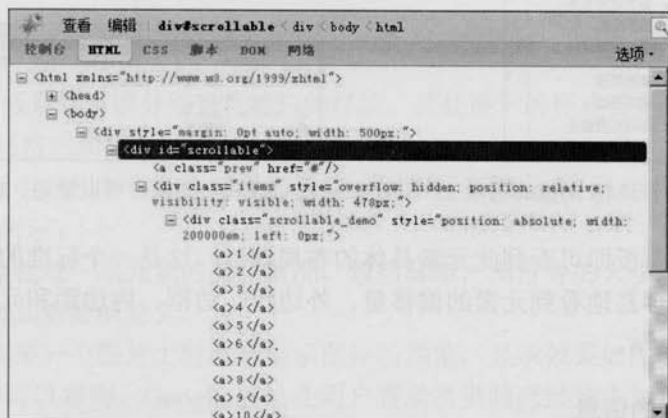 查看 编辑 div#scrollable < div < body < html
控制台 HTML CSS 脚本 DOM 网络 选项
<html xmlns="http://www.w3.org/1999/xhtml">
<head>
<body>
<div style="margin: 0pt auto; width: 500px;">
<div id="scrollable">
<a class="prev" href="#"/>
<div class="items" style="overflow: hidden; position: relative;
visibility: visible; width: 478px;">
<div class="scrollable_demo" style="position: absolute; width:
200000em; left: 0px;">
<a>1</a>
<a>2</a>
<a>3</a>
<a>4</a>
<a>5</a>
<a>6</a>
<a>7</a>
<a>8</a>
<a>9</a>
<a>10</a>